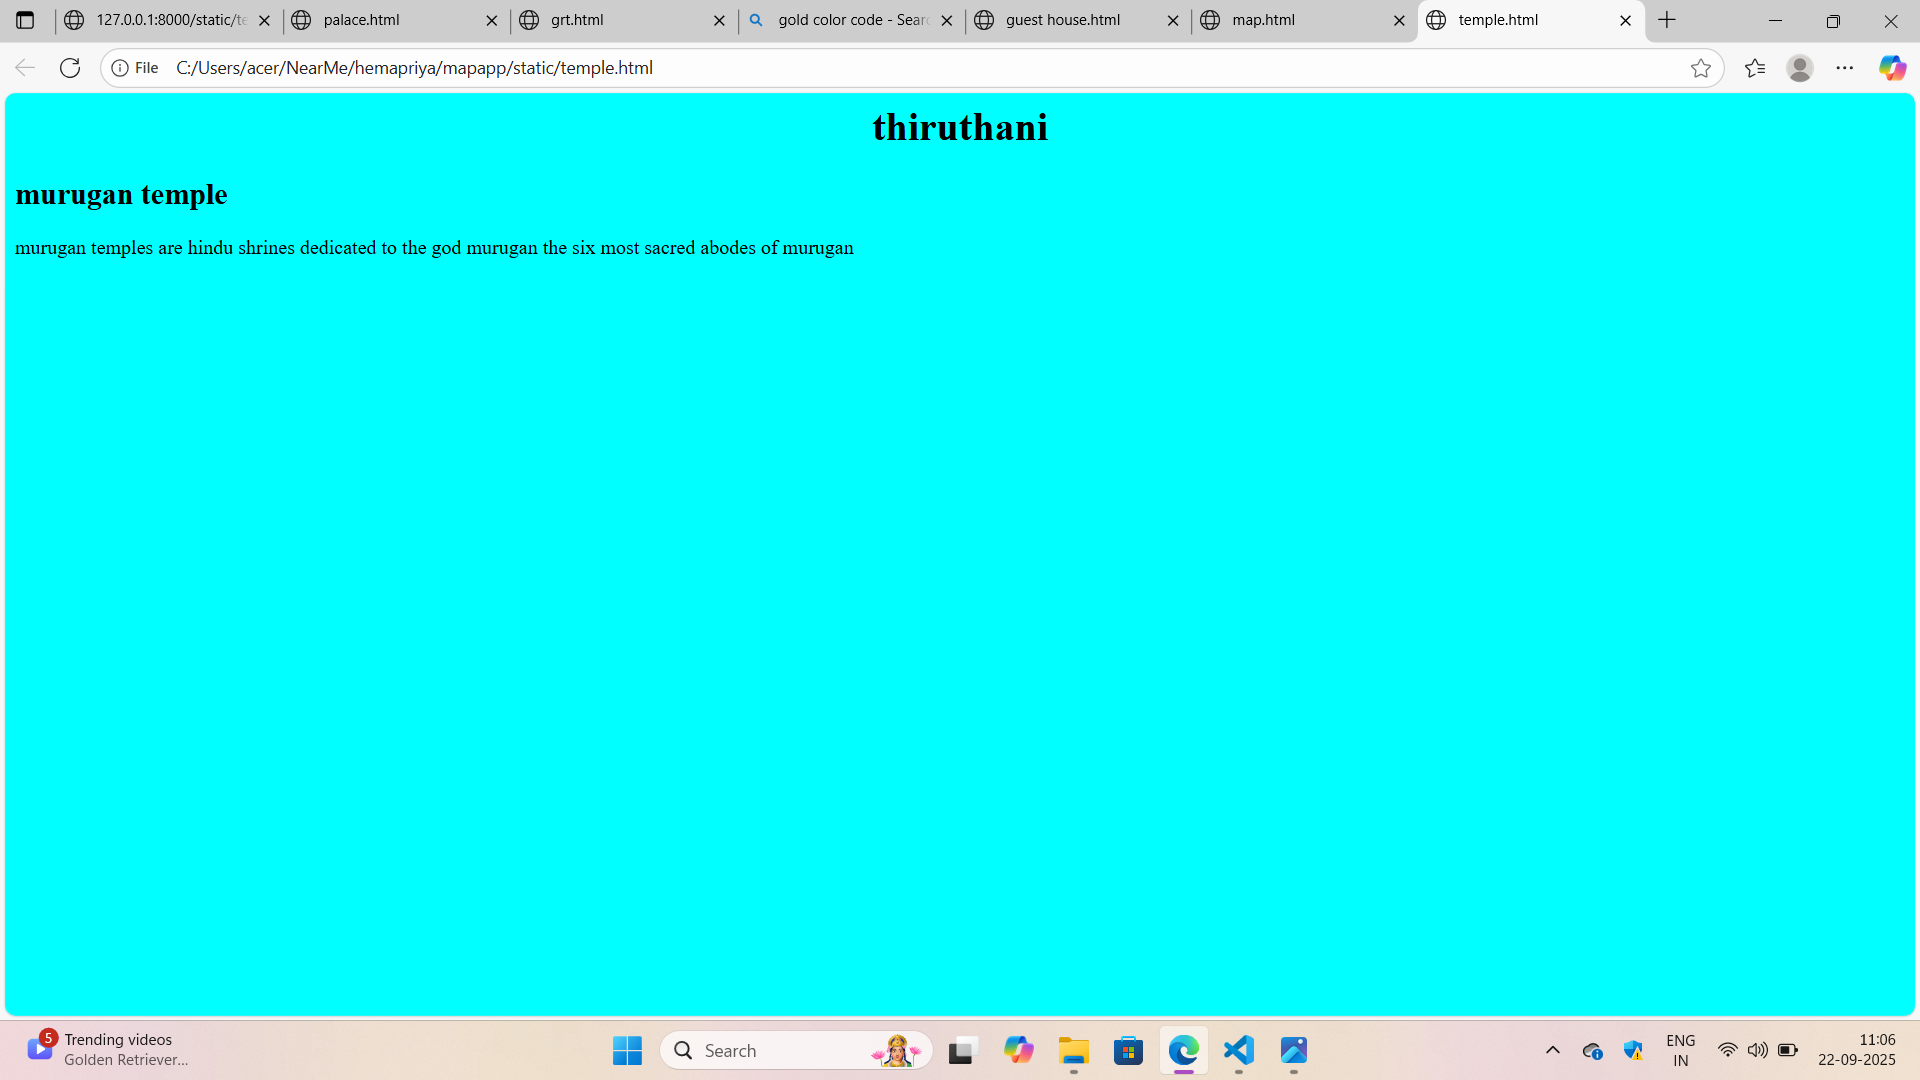 127.0.0.1:8000/static/te
palace.html
grt.html
gold color code - Sear
guest house.html
map.html
temple.html
File
C:/Users/acer/NearMe/hemapriya/mapapp/static/temple.html
thiruthani
murugan temple
murugan temples are hindu shrines dedicated to the god murugan the six most sacred abodes of murugan
5
Trending videos
Golden Retriever...
Search
ENG
IN
11:06
22-09-2025